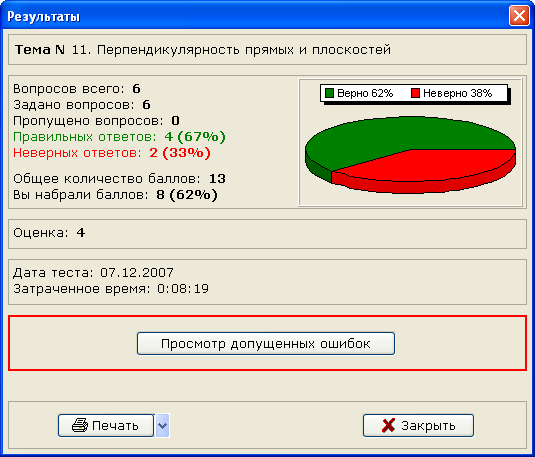 Результаты
Тема N 11. Перпендикулярность прямых и плоскостей
Вопросов всего: 6
Задано вопросов: 6
Пропущено вопросов: 0
Правильных ответов: 4 (67%)
Неверных ответов: 2 (33%)
Общее количество баллов: 13
Вы набрали баллов: 8 (62%)
Верно 62% Неверно 38%
Оценка: 4
Дата теста: 07.12.2007
Затраченное время: 0:08:19
Просмотр допущенных ошибок
Печать Закрыть